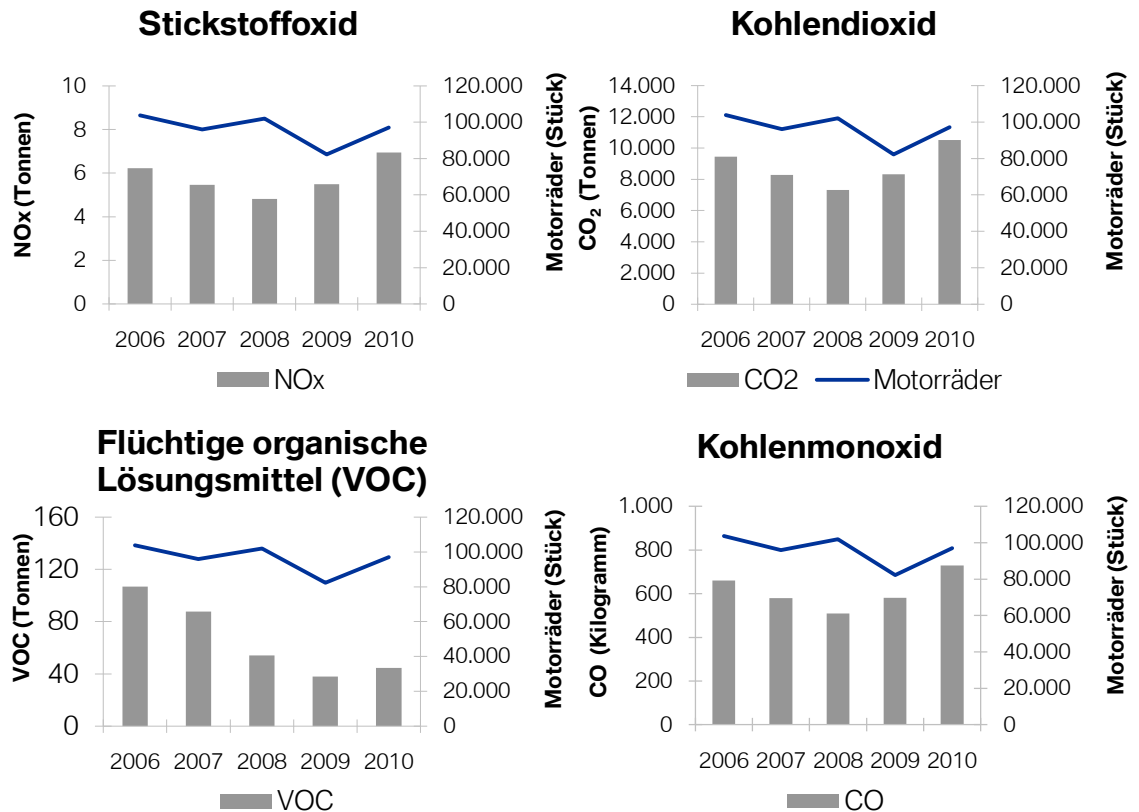 Stickstoffoxid
NOx (Tonnen)
10
8
6
4
2
0
120.000
100.000
80.000
60.000
40.000
20.000
0
Motorräder (Stück)
2006 2007 2008 2009 2010
NOx
Kohlendioxid
CO2 (Tonnen)
14.000
12.000
10.000
8.000
6.000
4.000
2.000
0
120.000
100.000
80.000
60.000
40.000
20.000
0
Motorräder (Stück)
2006 2007 2008 2009 2010
CO2 Motorräder
Flüchtige organische
Lösungsmittel (VOC)
VOC (Tonnen)
160
120
80
40
0
120.000
100.000
80.000
60.000
40.000
20.000
0
Motorräder (Stück)
2006 2007 2008 2009 2010
VOC
Kohlenmonoxid
CO (Kilogramm)
1.000
800
600
400
200
0
120.000
100.000
80.000
60.000
40.000
20.000
0
Motorräder (Stück)
2006 2007 2008 2009 2010
CO